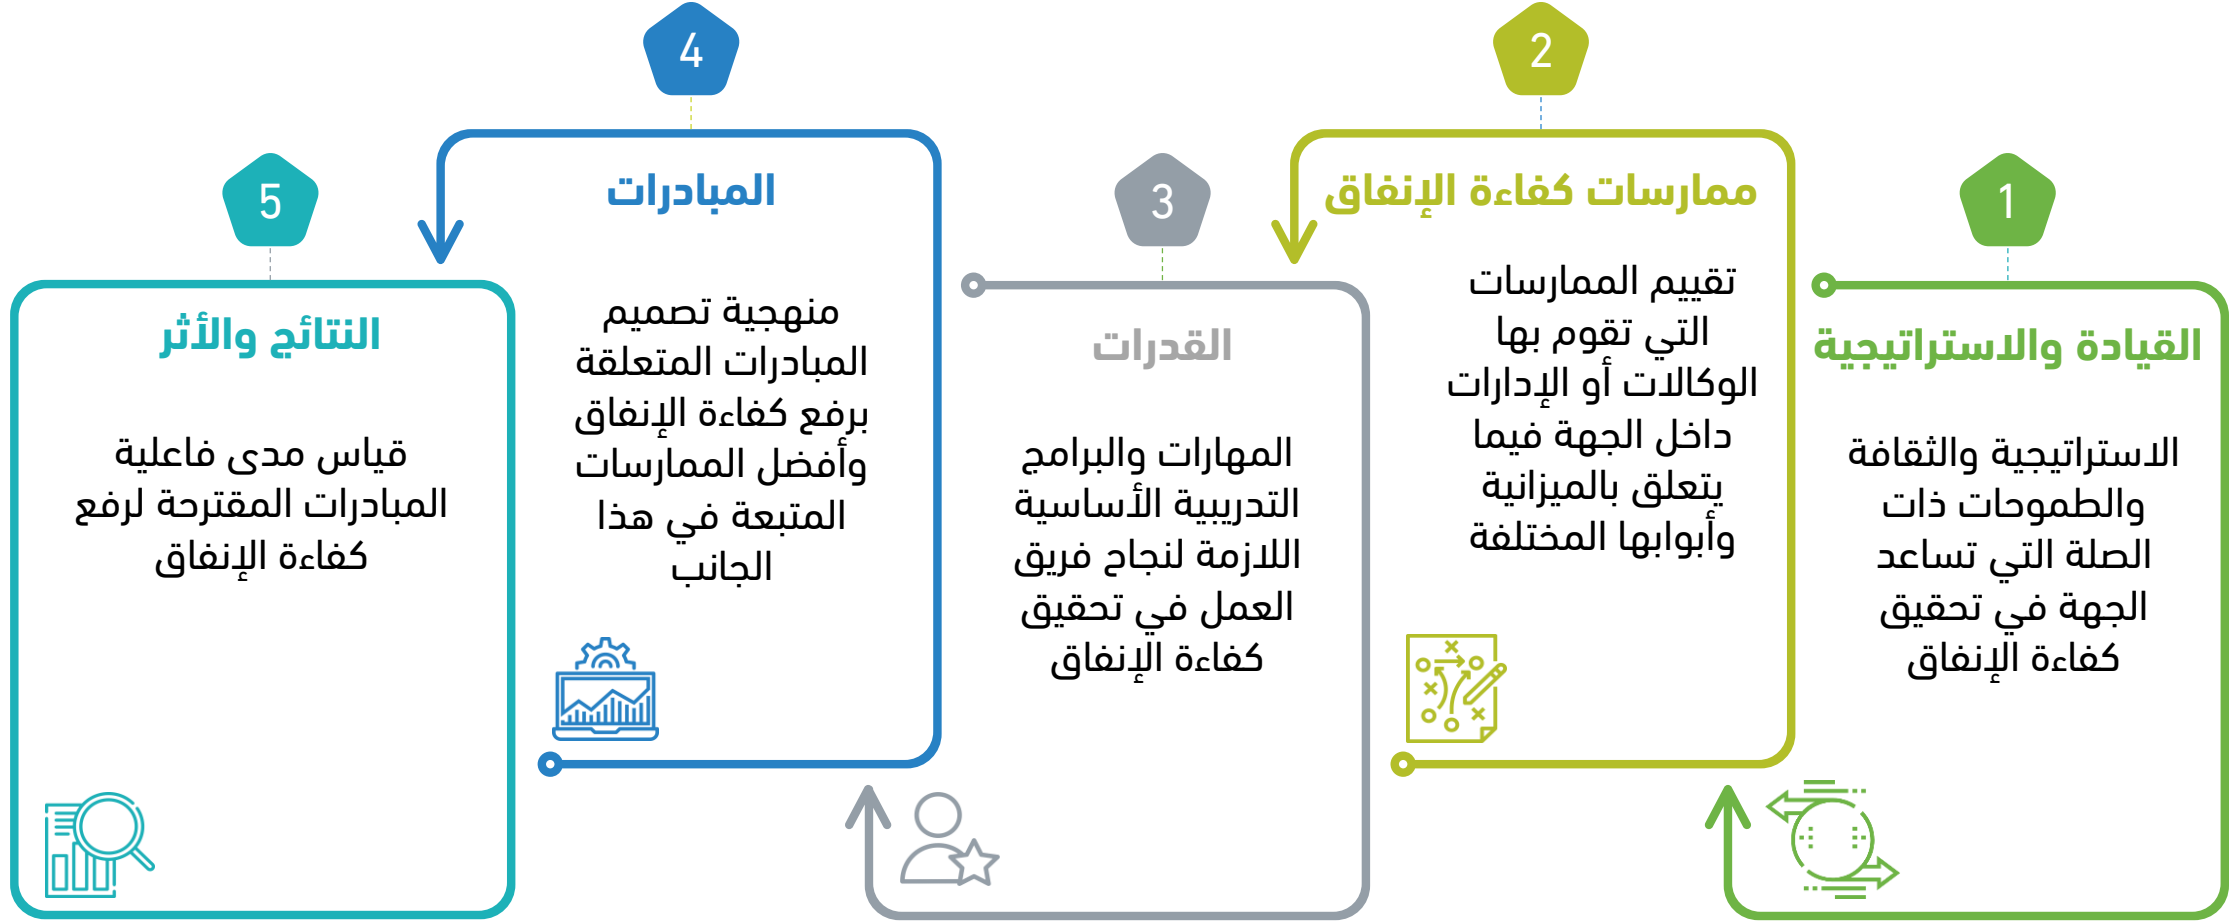 1
القيادة والاستراتيجية
الاستراتيجية والثقافة
والطموحات ذات
الصلة التي تساعد
الجهة في تحقيق
كفاءة الإنفاق
2
ممارسات كفاءة الإنفاق
تقييم الممارسات
التي تقوم بها
الوكالات أو الإدارات
داخل الجهة فيما
يتعلق بالميزانية
وأبوابها المختلفة
3
القدرات
المهارات والبرامج
التدريبية الأساسية
اللازمة لنجاح فريق
العمل في تحقيق
كفاءة الإنفاق
4
المبادرات
منهجية تصميم
المبادرات المتعلقة
برفع كفاءة الإنفاق
وأفضل الممارسات
المتبعة في هذا
الجانب
5
النتائج والأثر
قياس مدى فاعلية
المبادرات المقترحة لرفع
كفاءة الإنفاق